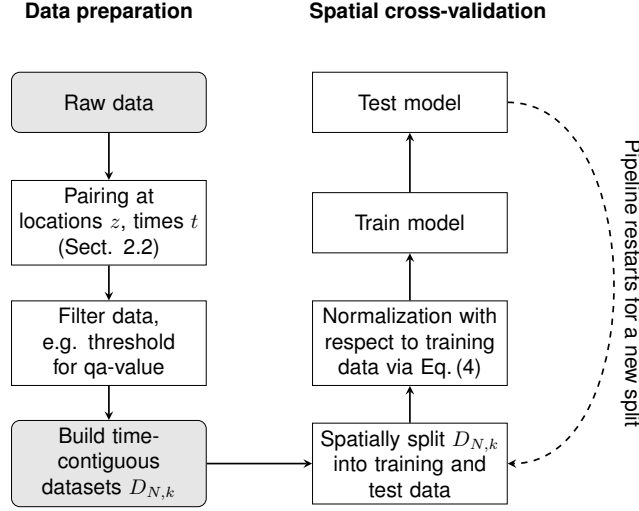 Data preparation
Raw data
Pairing at
locations z, times t
(Sect. 2.2)
Filter data,
e.g. threshold
for qa-value
Build time-
contiguous
datasets D_{N,k}
Spatial cross-validation
Test model
Train model
Normalization with
respect to training
data via Eq. (4)
Spatially split D_{N,k}
into training and
test data
Pipeline restarts for a new split